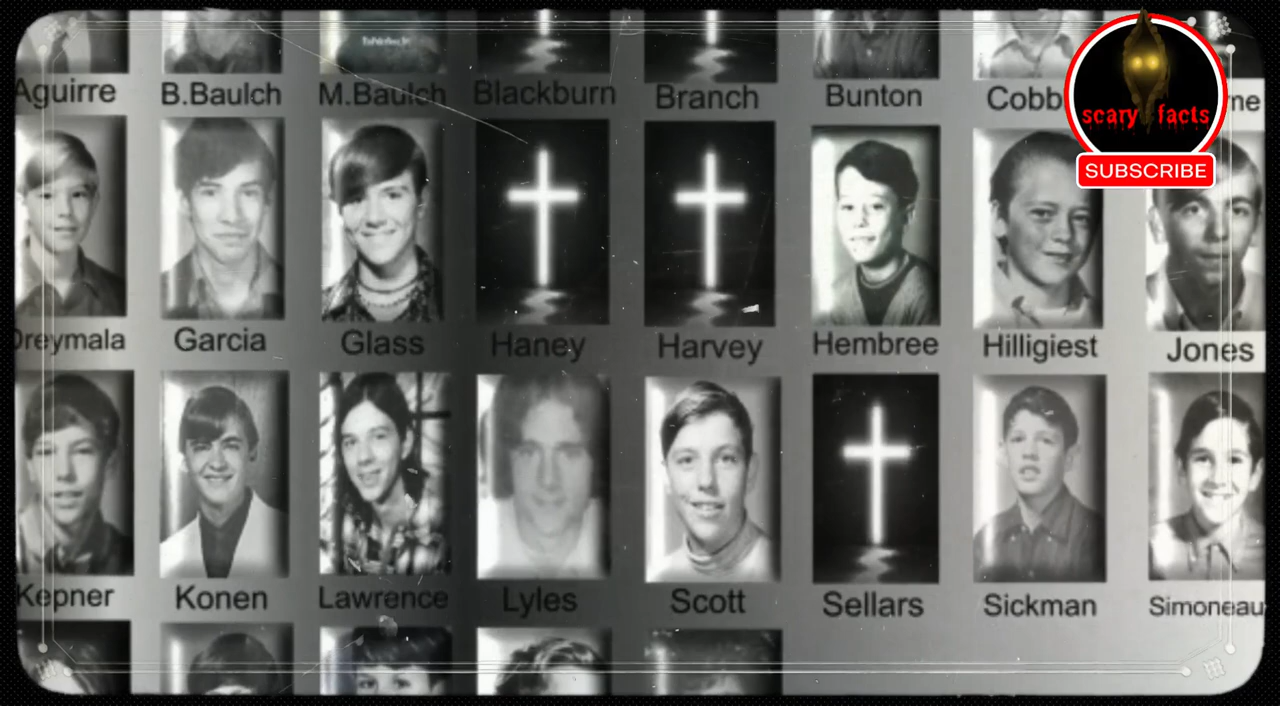 Aguirre B.Baulch M.Baulch Blackburn Branch Bunton Cobb
scary facts
SUBSCRIBE
Dreymala Garcia Glass Haney Harvey Hembree Hilligiest Jones
Kepner Konen Lawrence Lyles Scott Sellars Sickman Simoneau